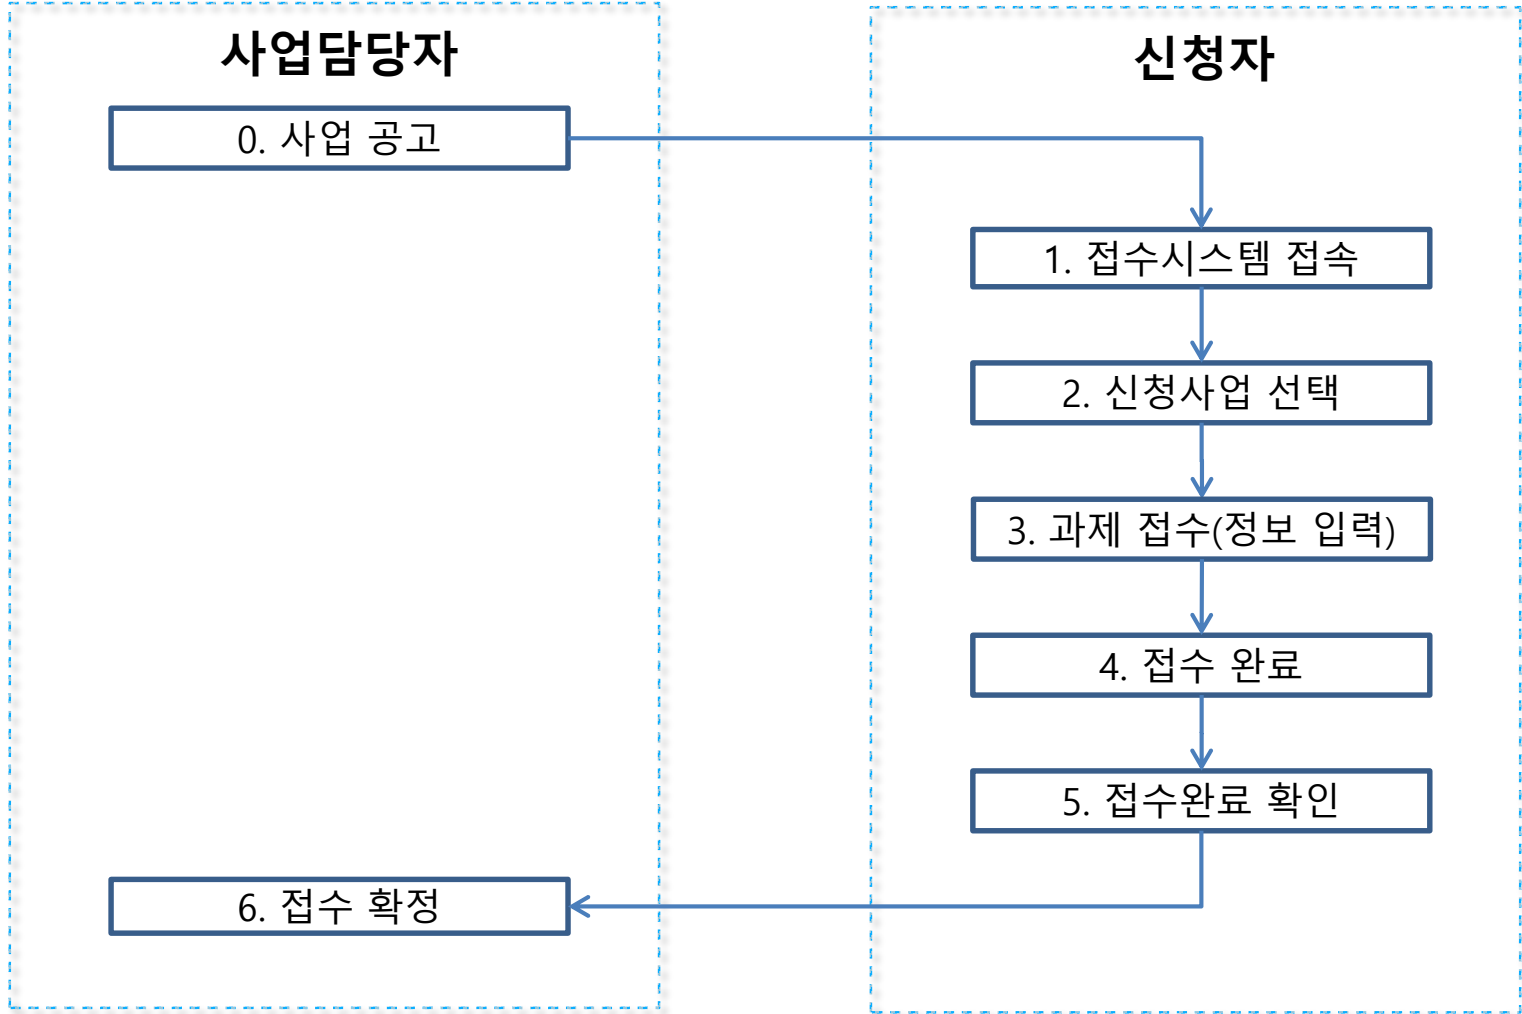 사업담당자
신청자
0. 사업 공고
1. 접수시스템 접속
2. 신청사업 선택
3. 과제 접수(정보 입력)
4. 접수 완료
5. 접수완료 확인
6. 접수 확정